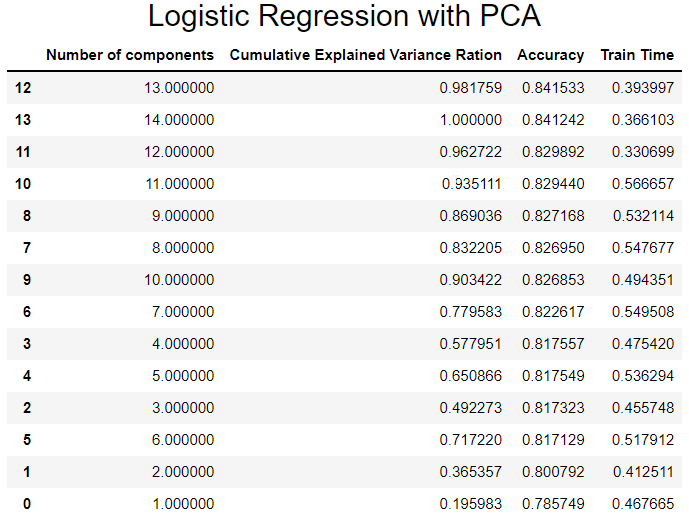 Logistic Regression with PCA
Number of components Cumulative Explained Variance Ration Accuracy Train Time
12 13.000000 0.981759 0.841533 0.393997
13 14.000000 1.000000 0.841242 0.366103
11 12.000000 0.962722 0.829892 0.330699
10 11.000000 0.935111 0.829440 0.566657
8 9.000000 0.869036 0.827168 0.532114
7 8.000000 0.832205 0.826950 0.547677
9 10.000000 0.903422 0.826853 0.494351
6 7.000000 0.779583 0.822617 0.549508
3 4.000000 0.577951 0.817557 0.475420
4 5.000000 0.650866 0.817549 0.536294
2 3.000000 0.492273 0.817323 0.455748
5 6.000000 0.717220 0.817129 0.517912
1 2.000000 0.365357 0.800792 0.412511
0 1.000000 0.195983 0.785749 0.467665